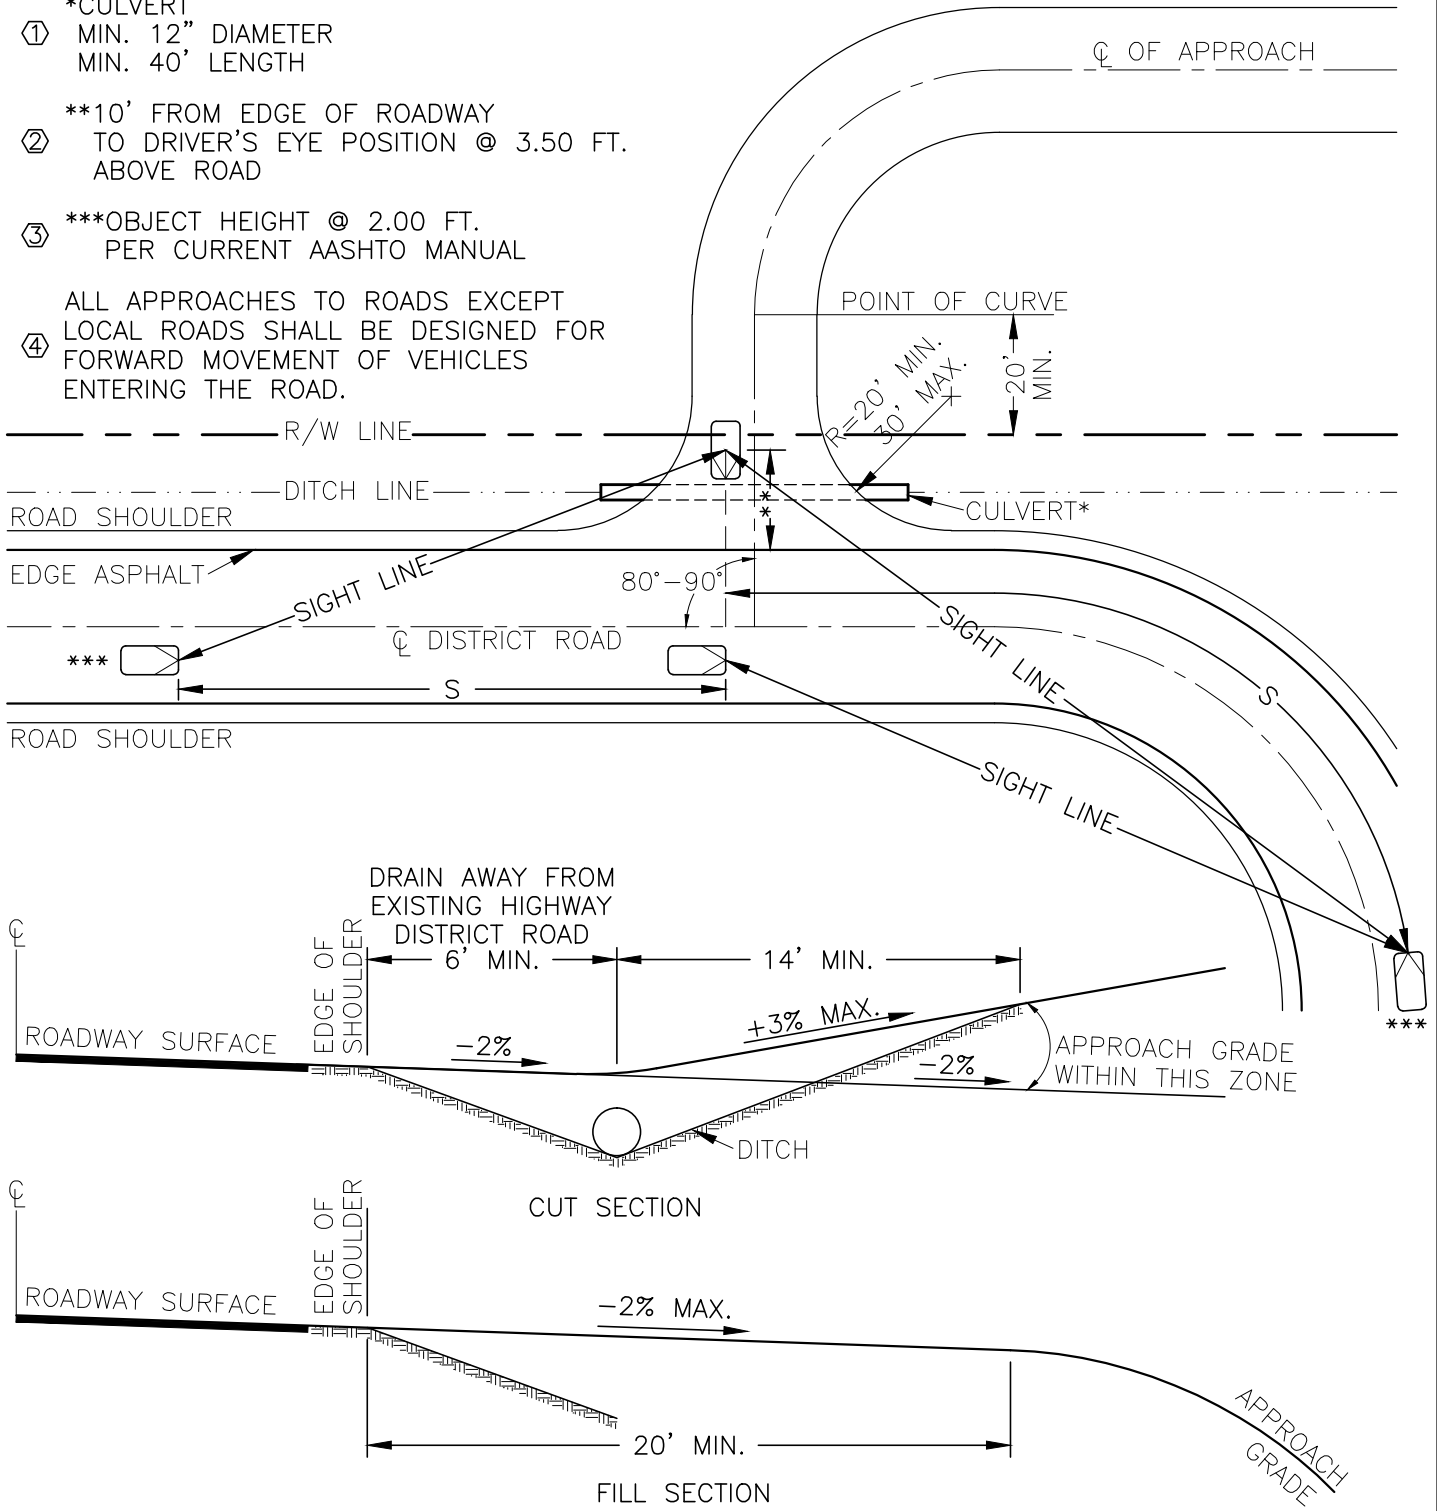 *CULVERT
1 MIN. 12" DIAMETER
MIN. 40' LENGTH
**10' FROM EDGE OF ROADWAY
2 TO DRIVER'S EYE POSITION @ 3.50 FT.
ABOVE ROAD
3 ***OBJECT HEIGHT @ 2.00 FT.
PER CURRENT AASHTO MANUAL
ALL APPROACHES TO ROADS EXCEPT
LOCAL ROADS SHALL BE DESIGNED FOR
4 FORWARD MOVEMENT OF VEHICLES
ENTERING THE ROAD.
℄ OF APPROACH
POINT OF CURVE
20'
MIN.
R=20' MIN.
30' MAX.
R/W LINE
DITCH LINE
ROAD SHOULDER
**
CULVERT*
EDGE ASPHALT
SIGHT LINE
80°-90°
SIGHT LINE
℄ DISTRICT ROAD
***
S
S
ROAD SHOULDER
SIGHT LINE
***
DRAIN AWAY FROM
EXISTING HIGHWAY
DISTRICT ROAD
℄
EDGE OF
SHOULDER
6' MIN.
14' MIN.
ROADWAY SURFACE
-2%
+3% MAX.
-2%
APPROACH GRADE
WITHIN THIS ZONE
DITCH
CUT SECTION
℄
EDGE OF
SHOULDER
ROADWAY SURFACE
-2% MAX.
20' MIN.
APPROACH
GRADE
FILL SECTION